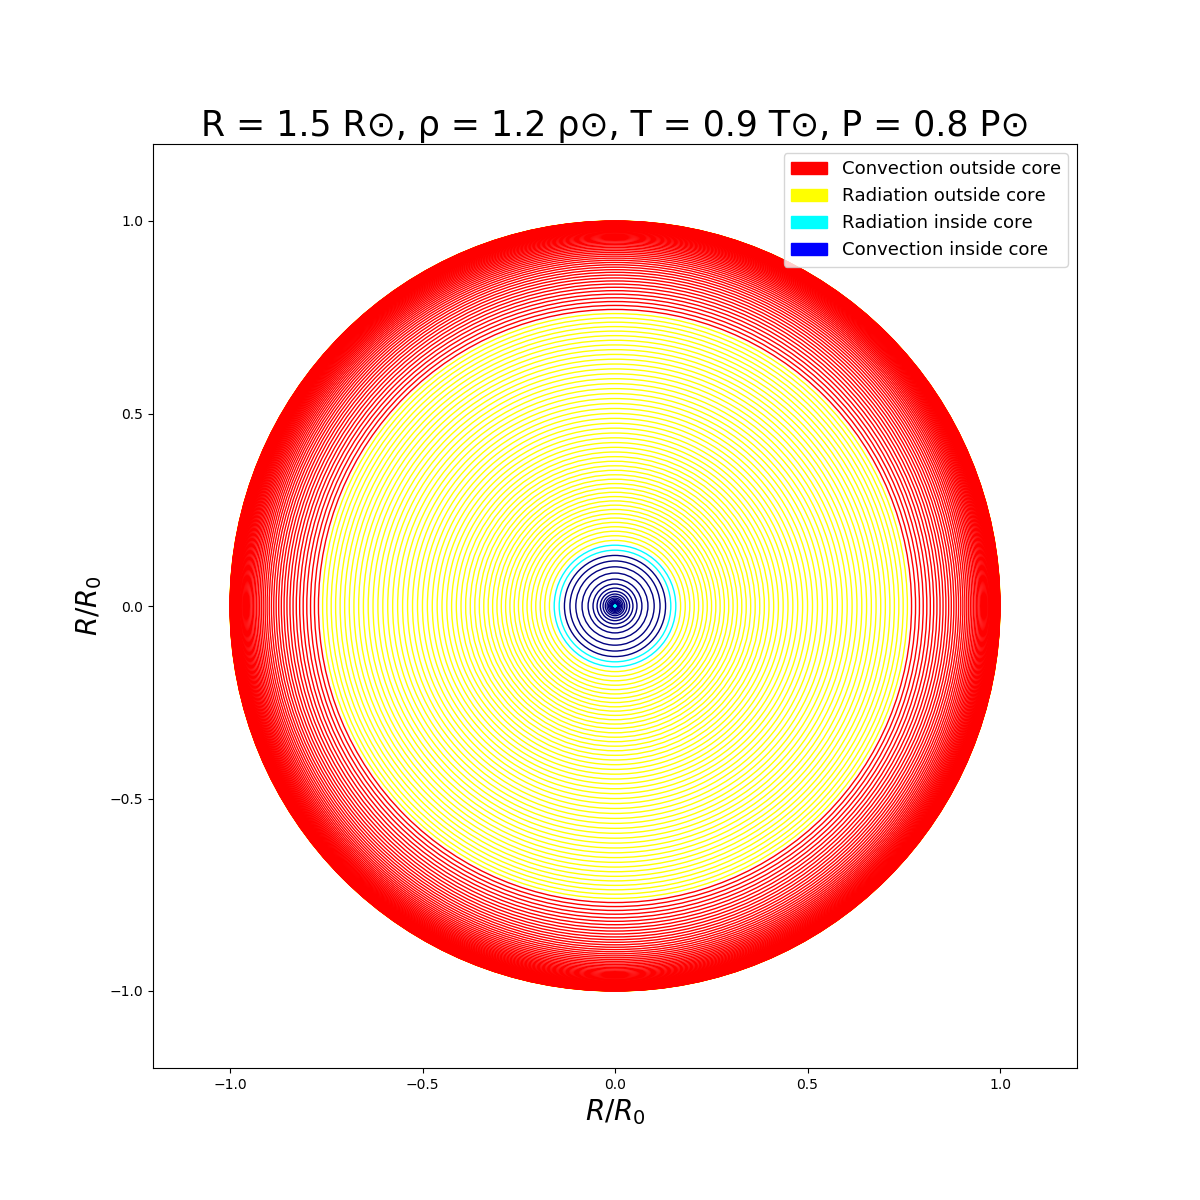 R = 1.5 R⊙, ρ = 1.2 ρ⊙, T = 0.9 T⊙, P = 0.8 P⊙
Convection outside core
Radiation outside core
Radiation inside core
Convection inside core
1.0
0.5
0.0
−0.5
−1.0
R/R₀
−1.0 −0.5 0.0 0.5 1.0
R/R₀